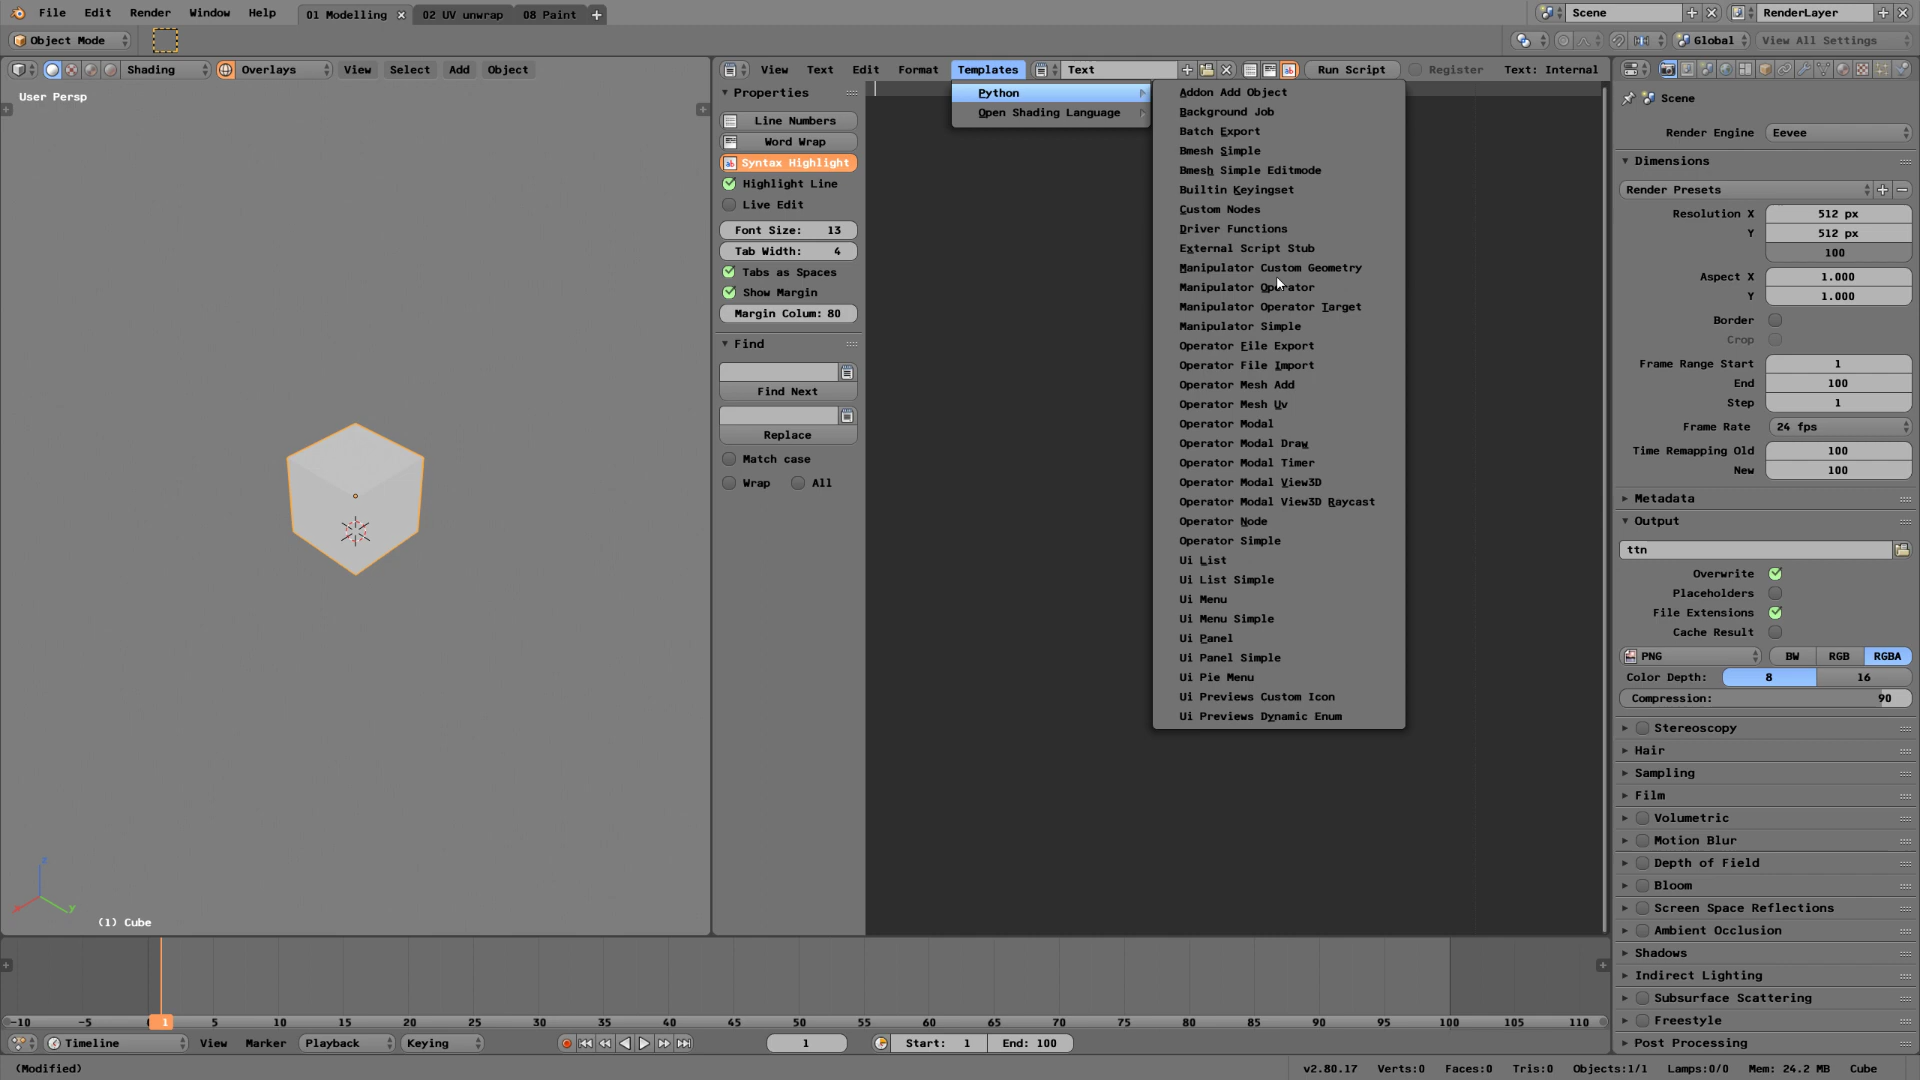 File Edit Render Window Help 01 Modelling 02 UV unwrap 08 Paint Scene RenderLayer
Object Mode Global View All Settings
Shading Overlays View Select Add Object
User Persp
(1) Cube
View Text Edit Format Templates Text Run Script Register Text: Internal
Properties
Line Numbers
Word Wrap
Syntax Highlight
Highlight Line
Live Edit
Font Size: 13
Tab Width: 4
Tabs as Spaces
Show Margin
Margin Colum: 80
Find
Find Next
Replace
Match case
Wrap All
Python
Open Shading Language
Addon Add Object
Background Job
Batch Export
Bmesh Simple
Bmesh Simple Editmode
Builtin Keyingset
Custom Nodes
Driver Functions
External Script Stub
Manipulator Custom Geometry
Manipulator Operator
Manipulator Operator Target
Manipulator Simple
Operator File Export
Operator File Import
Operator Mesh Add
Operator Mesh Uv
Operator Modal
Operator Modal Draw
Operator Modal Timer
Operator Modal View3D
Operator Modal View3D Raycast
Operator Node
Operator Simple
Ui List
Ui List Simple
Ui Menu
Ui Menu Simple
Ui Panel
Ui Panel Simple
Ui Pie Menu
Ui Previews Custom Icon
Ui Previews Dynamic Enum
Scene
Render Engine Eevee
Dimensions
Render Presets
Resolution X 512 px
Y 512 px
100
Aspect X 1.000
Y 1.000
Border
Crop
Frame Range Start 1
End 100
Step 1
Frame Rate 24 fps
Time Remapping Old 100
New 100
Metadata
Output
ttn
Overwrite
Placeholders
File Extensions
Cache Result
PNG BW RGB RGBA
Color Depth: 8 16
Compression: 90
Stereoscopy
Hair
Sampling
Film
Volumetric
Motion Blur
Depth of Field
Bloom
Screen Space Reflections
Ambient Occlusion
Shadows
Indirect Lighting
Subsurface Scattering
Freestyle
Post Processing
-10 -5 1 5 10 15 20 25 30 35 40 45 50 55 60 65 70 75 80 85 90 95 100 105 110
Timeline View Marker Playback Keying 1 Start: 1 End: 100
(Modified) v2.80.17 Verts:0 Faces:0 Tris:0 Objects:1/1 Lamps:0/0 Mem: 24.2 MB Cube